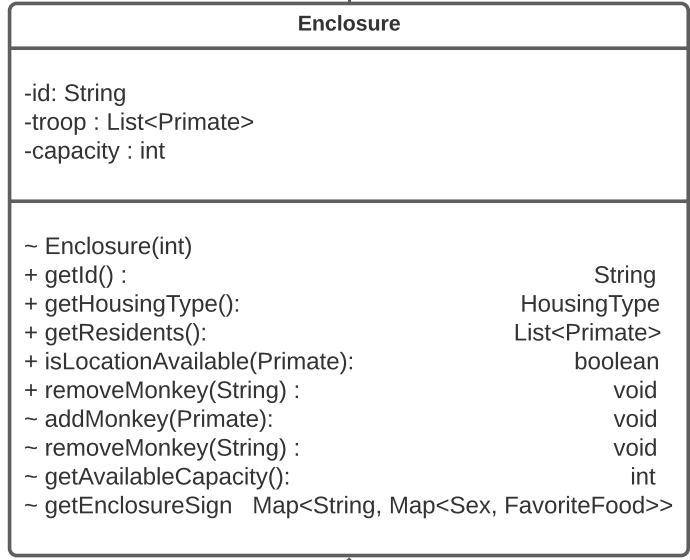 Enclosure
-id: String
-troop : List<Primate>
-capacity : int
~ Enclosure(int)
+ getId() : String
+ getHousingType(): HousingType
+ getResidents(): List<Primate>
+ isLocationAvailable(Primate): boolean
+ removeMonkey(String) : void
~ addMonkey(Primate): void
~ removeMonkey(String) : void
~ getAvailableCapacity(): int
~ getEnclosureSign Map<String, Map<Sex, FavoriteFood>>